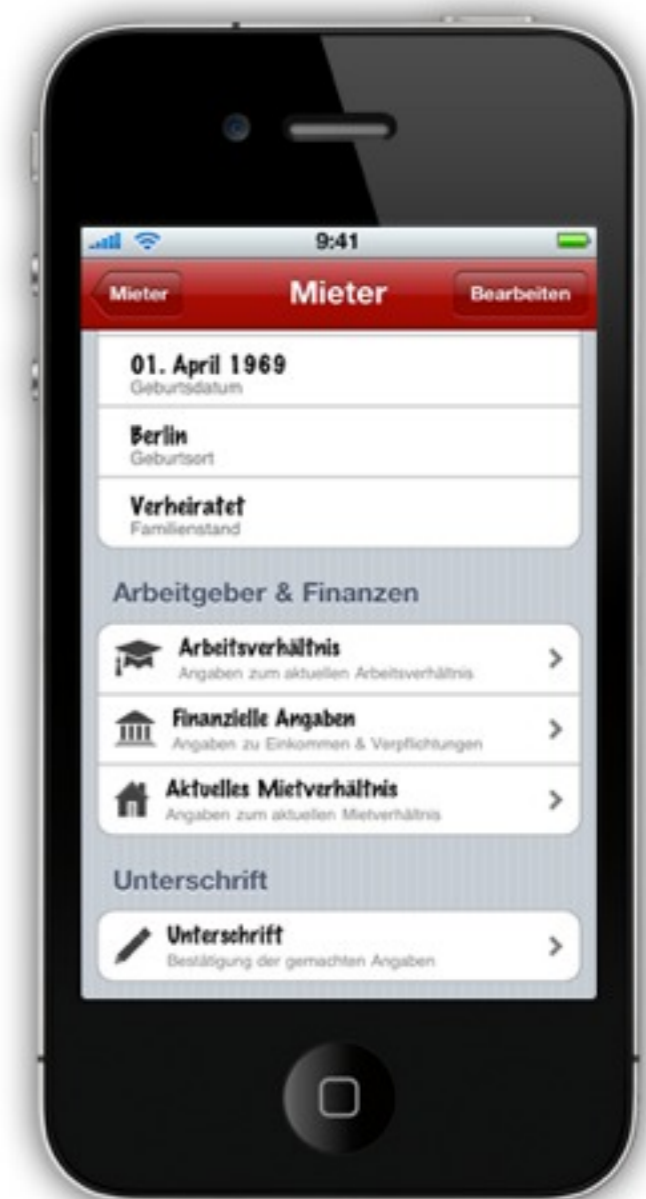 9:41
Mieter Mieter Bearbeiten
01. April 1969
Geburtsdatum
Berlin
Geburtsort
Verheiratet
Familienstand
Arbeitgeber & Finanzen
Arbeitsverhältnis
Angaben zum aktuellen Arbeitsverhältnis
Finanzielle Angaben
Angaben zu Einkommen & Verpflichtungen
Aktuelles Mietverhältnis
Angaben zum aktuellen Mietverhältnis
Unterschrift
Unterschrift
Bestätigung der gemachten Angaben